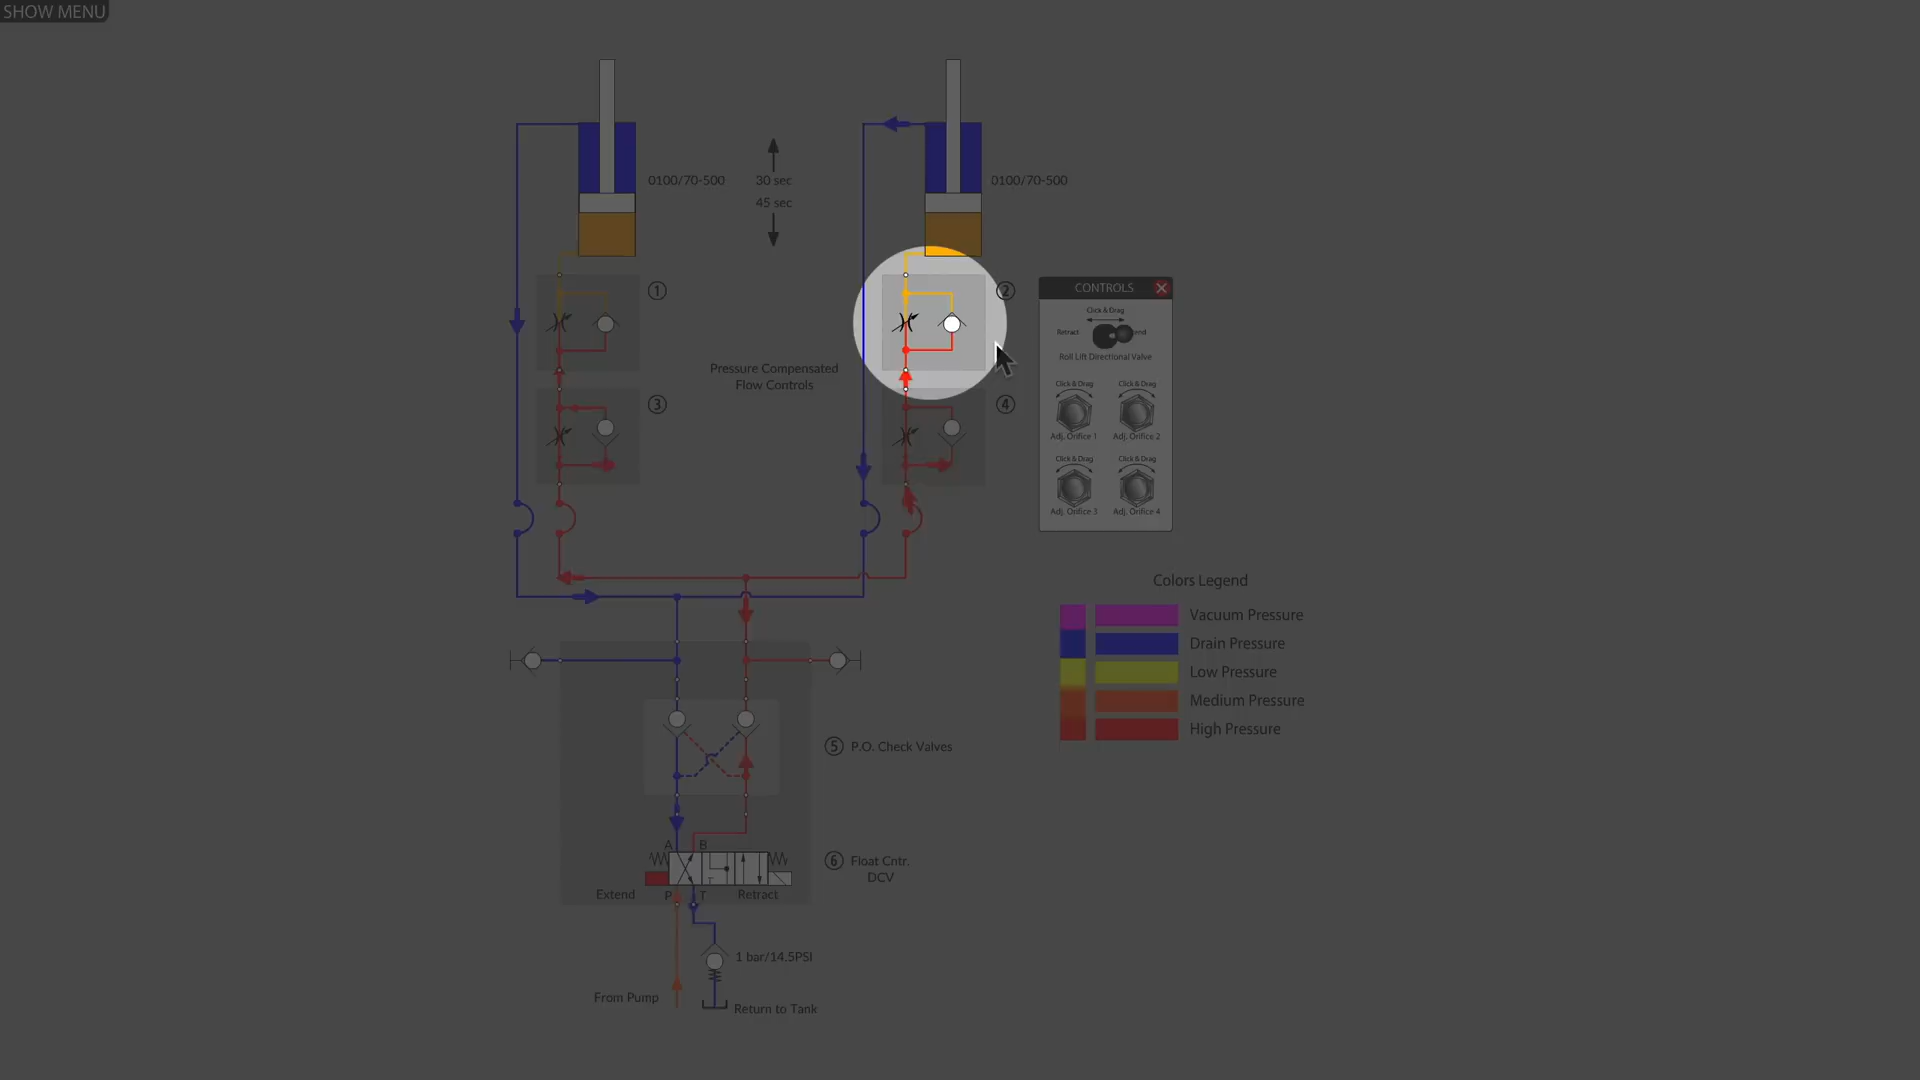 SHOW MENU
0100/70-500
30 sec
45 sec
0100/70-500
①
②
Pressure Compensated
Flow Controls
③
④
CONTROLS
Click & Drag
Retract
end
Roll Lift Directional Valve
Click & Drag
Click & Drag
Adj. Orifice 1
Adj. Orifice 2
Click & Drag
Click & Drag
Adj. Orifice 3
Adj. Orifice 4
Colors Legend
Vacuum Pressure
Drain Pressure
Low Pressure
Medium Pressure
High Pressure
⑤ P.O. Check Valves
A B
⑥ Float Cntr.
DCV
T
Extend
P T
Retract
1 bar/14.5PSI
From Pump
Return to Tank